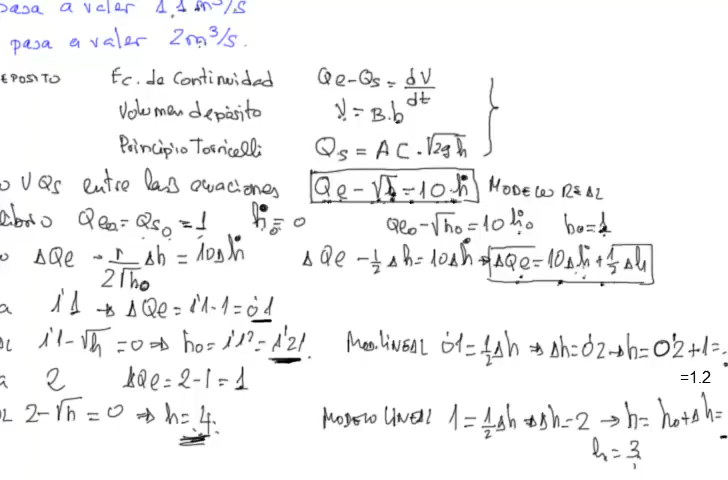 pasa a valer 1,1 m³/s
pasa a valer 2m³/s.
EPOSITO Ec. de Continuidad Qe-Qs = dV/dt
Volumen depósito V = B.h
Principio Torricelli Qs = AC.√2gh
o V Qs entre las ecuaciones Qe-√h = 10.ḣ MODELO REAL
librio Qe₀ = Qs₀ = 1 ḣ₀ = 0 Qe₀-√h₀ = 10ḣ₀ h₀ = 1
o ΔQe - 1/2√h₀ Δh = 10Δḣ ΔQe - 1/2 Δh = 10Δḣ → ΔQe = 10Δḣ + 1/2 Δh
a 1'1 → ΔQe = 1'1-1 = 0'1
AL 1'1-√h = 0 ⇒ h₀ = 1'1² = 1'21 Mod. LINEAL 0'1 = 1/2 Δh ⇒ Δh = 0'2 → h = 0'2+1 =
=1.2
a 2 ΔQe = 2-1 = 1
OL 2-√h = 0 ⇒ h = 4 MODELO LINEAL 1 = 1/2 Δh ⇒ Δh = 2 → h = h₀+Δh =
h = 3